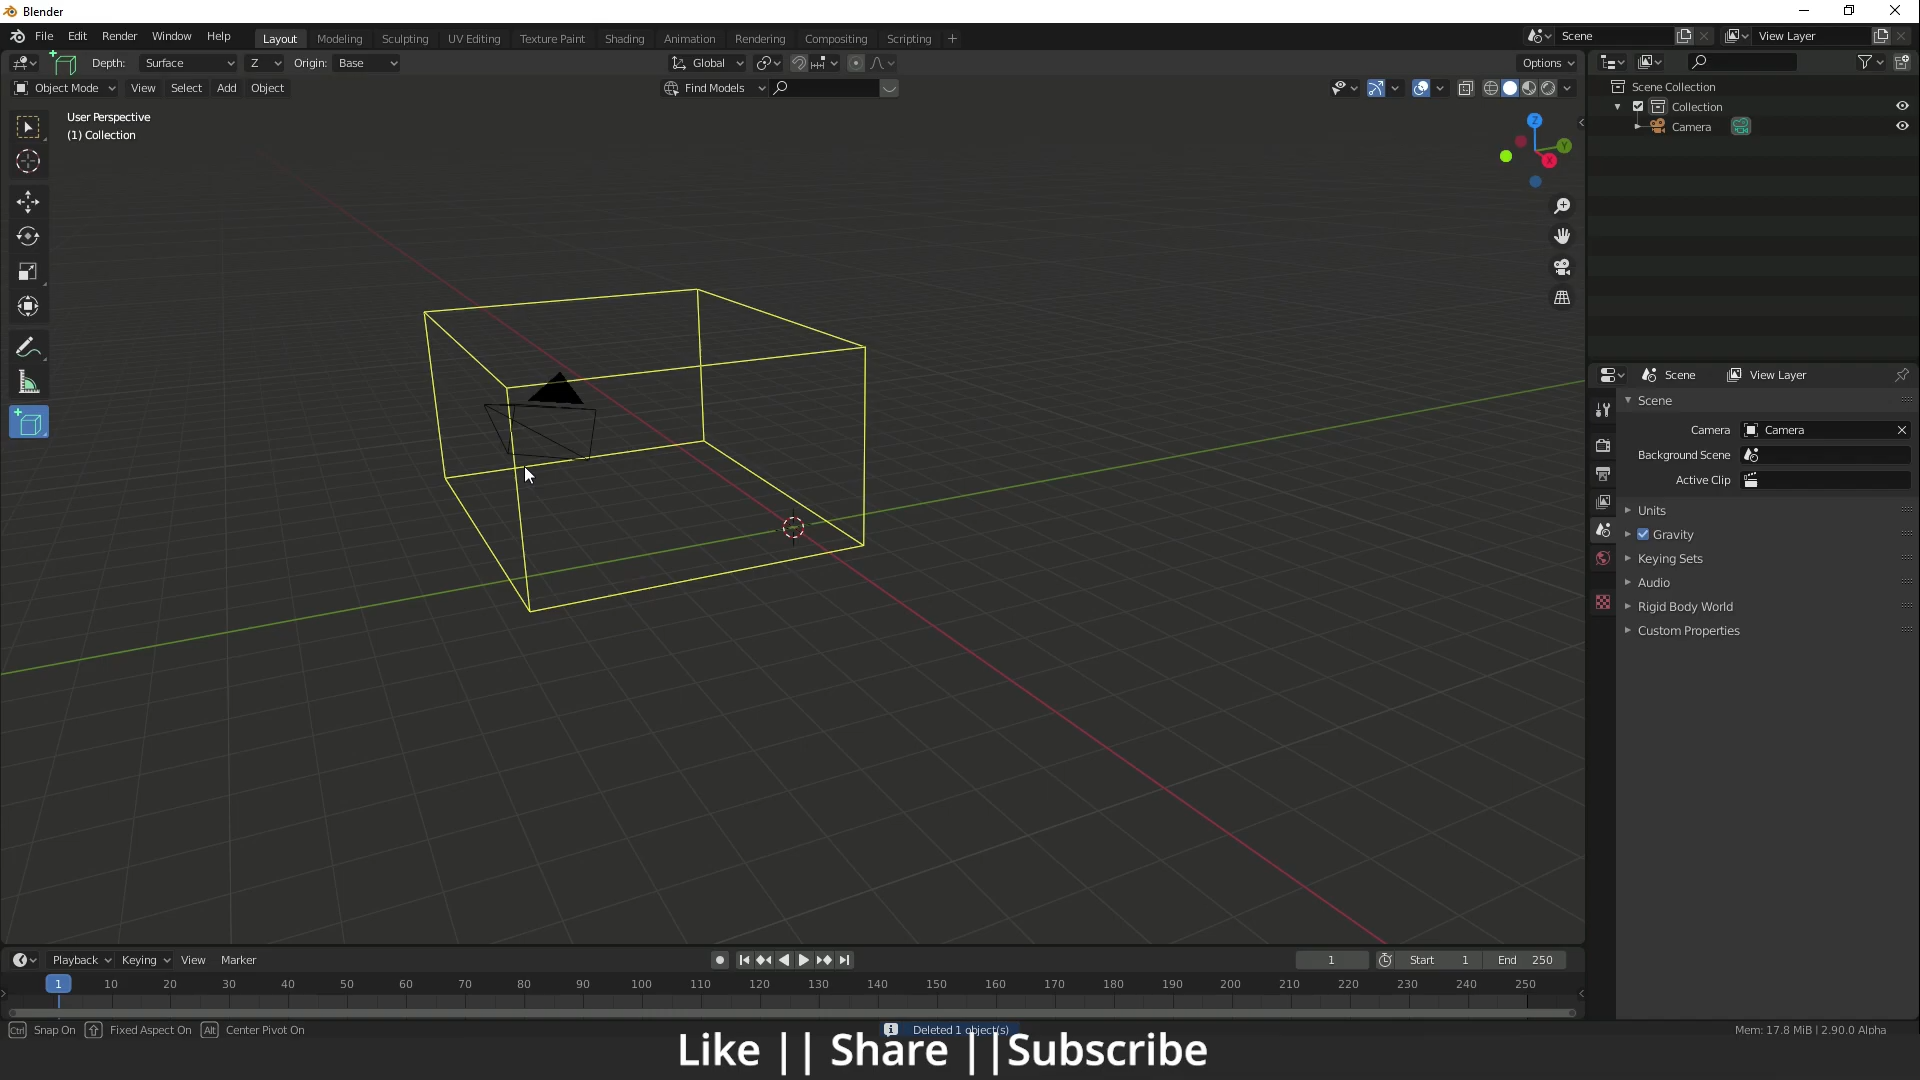 Blender
File Edit Render Window Help Layout Modeling Sculpting UV Editing Texture Paint Shading Animation Rendering Compositing Scripting + Scene View Layer
Depth: Surface Z Origin: Base Global Options
Object Mode View Select Add Object Find Models
User Perspective
(1) Collection
Z
Y
X
Scene Collection
Collection
Camera
Scene View Layer
Scene
Camera Camera
Background Scene
Active Clip
Units
Gravity
Keying Sets
Audio
Rigid Body World
Custom Properties
Playback Keying View Marker 1 Start 1 End 250
1 10 20 30 40 50 60 70 80 90 100 110 120 130 140 150 160 170 180 190 200 210 220 230 240 250
Ctrl Snap On Fixed Aspect On Alt Center Pivot On Deleted 1 object(s) Mem: 17.8 MiB | 2.90.0 Alpha
Like || Share ||Subscribe